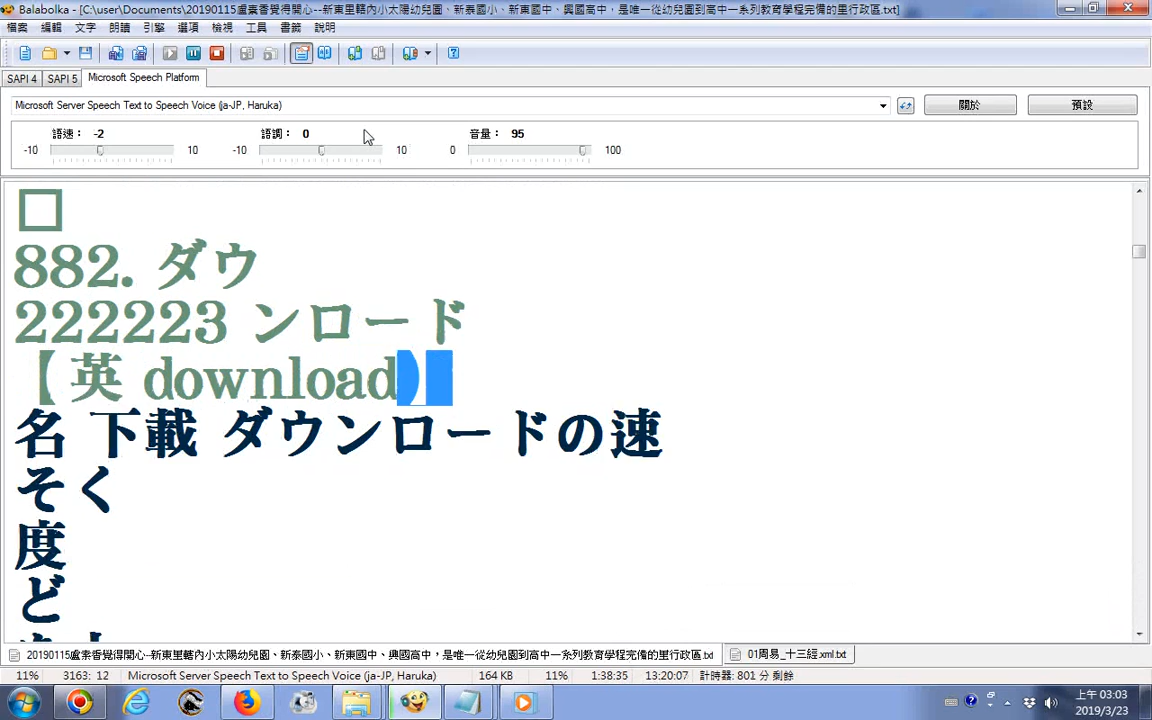 Balabolka - [C:\user\Documents\20190115盧素香覺得開心--新東里轄內小太陽幼兒園、新泰國小、新東國中、興國高中，是唯一從幼兒園到高中一系列教育學程完備的里行政區.txt]
檔案 編輯 文字 朗讀 引擎 選項 檢視 工具 書籤 說明
SAPI 4 SAPI 5 Microsoft Speech Platform
Microsoft Server Speech Text to Speech Voice (ja-JP, Haruka) 關於 預設
語速： -2 語調： 0 音量： 95
-10 10 -10 10 0 100
□
882. ダウ
222223 ンロード
【 英 download)
名 下載 ダウンロードの速
そく
度
ど
20190115盧素香覺得開心--新東里轄內小太陽幼兒園、新泰國小、新東國中、興國高中，是唯一從幼兒園到高中一系列教育學程完備的里行政區.txt 01周易_十三經.xml.txt
11% 3163: 12 Microsoft Server Speech Text to Speech Voice (ja-JP, Haruka) 164 KB 11% 1:38:35 13:20:07 計時器: 801 分 剩餘
上午 03:03
2019/3/23